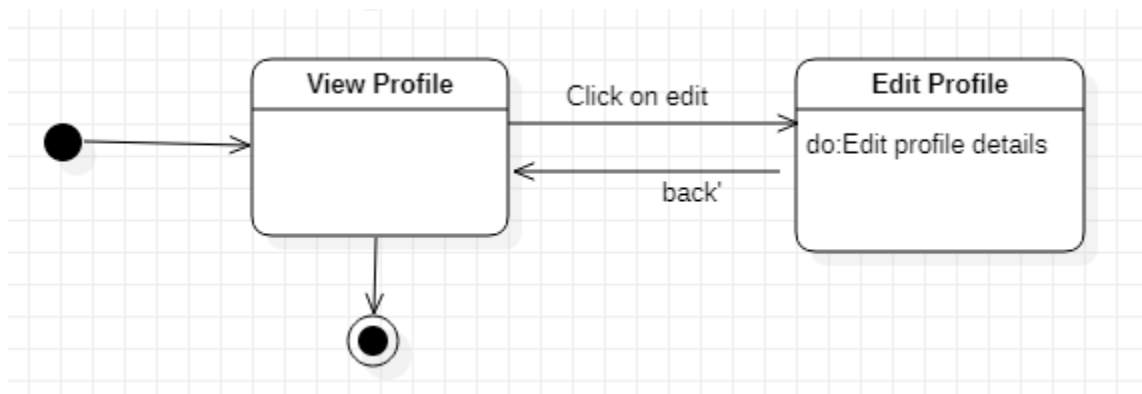 View Profile
Click on edit
Edit Profile
do:Edit profile details
back'